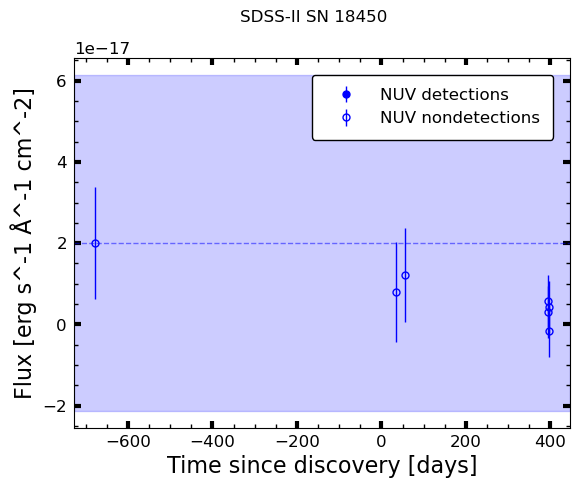 SDSS-II SN 18450
1e−17
NUV detections
NUV nondetections
6
4
2
0
−2
Flux [erg s^-1 Å^-1 cm^-2]
−600 −400 −200 0 200 400
Time since discovery [days]